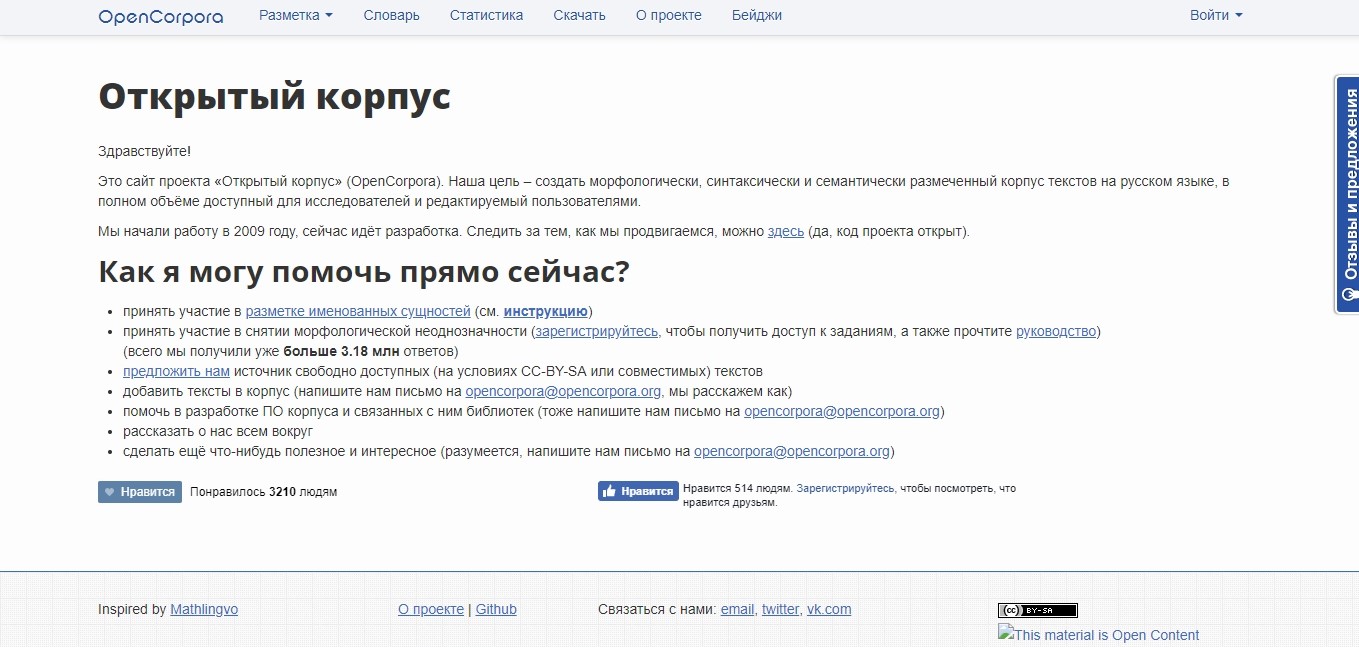 OpenCorpora Разметка Словарь Статистика Скачать О проекте Бейджи Войти
Отзывы и предложения
Открытый корпус
Здравствуйте!
Это сайт проекта «Открытый корпус» (OpenCorpora). Наша цель – создать морфологически, синтаксически и семантически размеченный корпус текстов на русском языке, в
полном объёме доступный для исследователей и редактируемый пользователями.
Мы начали работу в 2009 году, сейчас идёт разработка. Следить за тем, как мы продвигаемся, можно здесь (да, код проекта открыт).
Как я могу помочь прямо сейчас?
• принять участие в разметке именованных сущностей (см. инструкцию)
• принять участие в снятии морфологической неоднозначности (зарегистрируйтесь, чтобы получить доступ к заданиям, а также прочтите руководство)
(всего мы получили уже больше 3.18 млн ответов)
• предложить нам источник свободно доступных (на условиях CC-BY-SA или совместимых) текстов
• добавить тексты в корпус (напишите нам письмо на opencorpora@opencorpora.org, мы расскажем как)
• помочь в разработке ПО корпуса и связанных с ним библиотек (тоже напишите нам письмо на opencorpora@opencorpora.org)
• рассказать о нас всем вокруг
• сделать ещё что-нибудь полезное и интересное (разумеется, напишите нам письмо на opencorpora@opencorpora.org)
Нравится Понравилось 3210 людям
Нравится Нравится 514 людям. Зарегистрируйтесь, чтобы посмотреть, что
нравится друзьям.
Inspired by Mathlingvo О проекте | Github Связаться с нами: email, twitter, vk.com
(cc) BY-SA
This material is Open Content